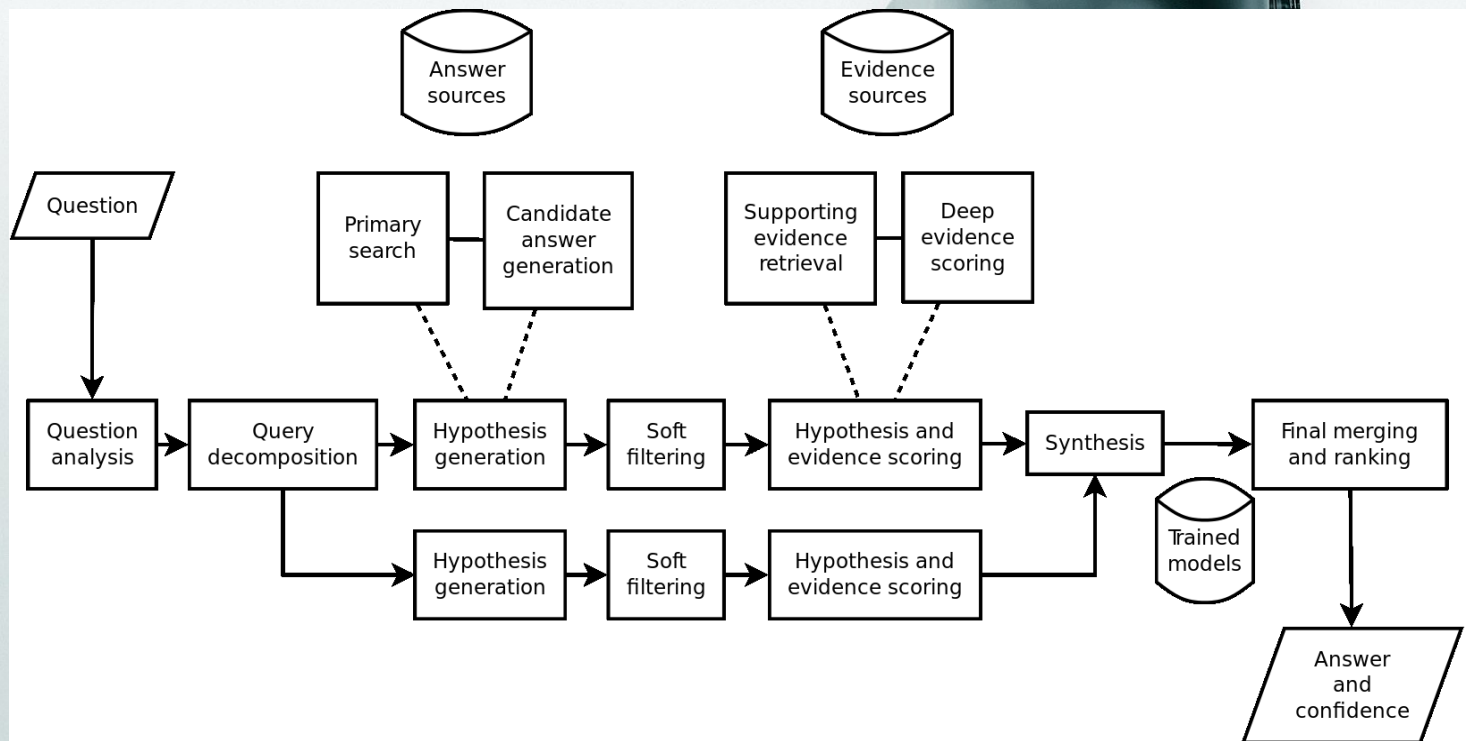 Answer
sources
Evidence
sources
Question
Primary
search
Candidate
answer
generation
Supporting
evidence
retrieval
Deep
evidence
scoring
Question
analysis
Query
decomposition
Hypothesis
generation
Soft
filtering
Hypothesis and
evidence scoring
Synthesis
Final merging
and ranking
Hypothesis
generation
Soft
filtering
Hypothesis and
evidence scoring
Trained
models
Answer
and
confidence